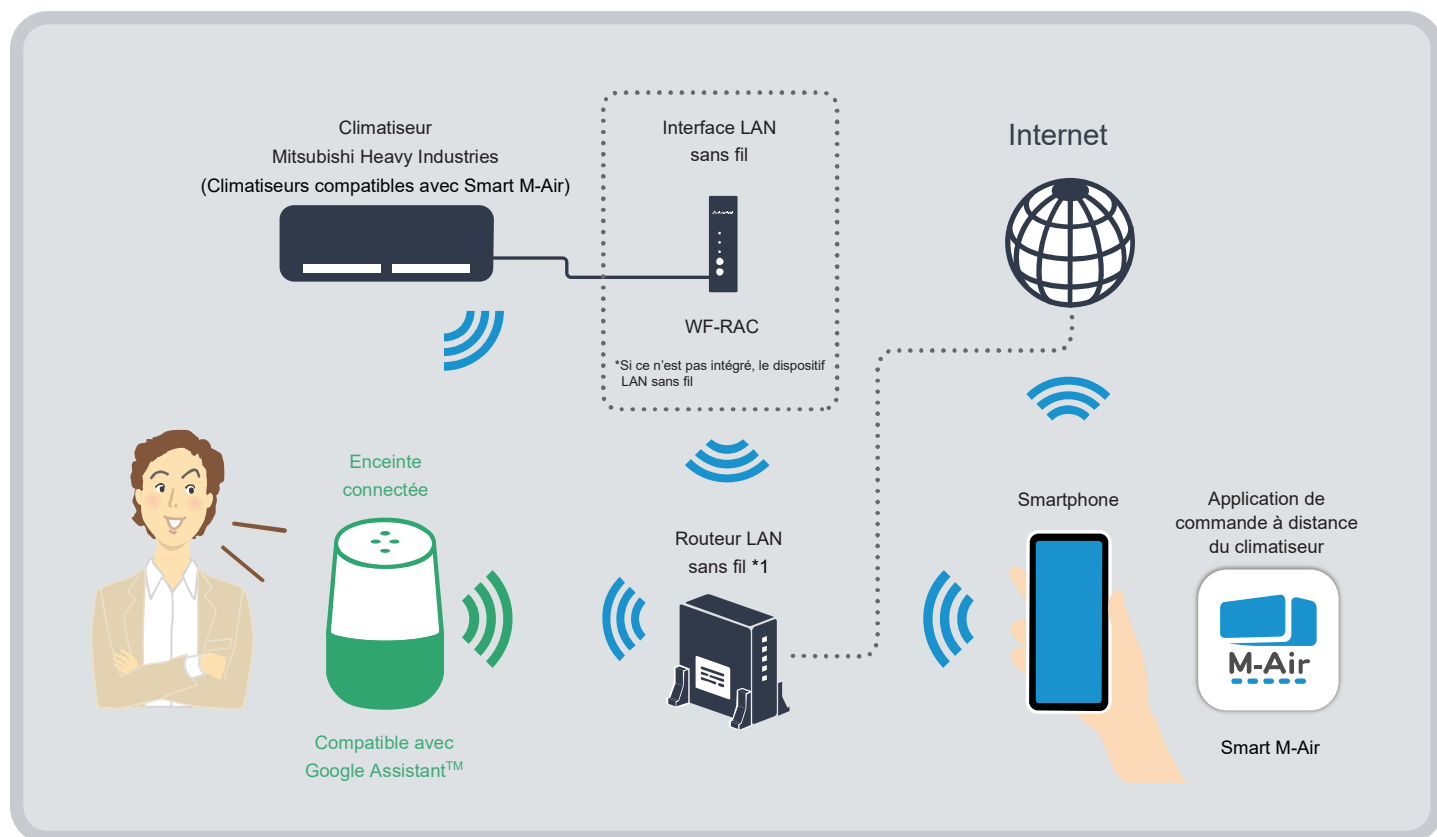 Climatiseur
Mitsubishi Heavy Industries
(Climatiseurs compatibles avec Smart M-Air)
Interface LAN
sans fil
WF-RAC
*Si ce n’est pas intégré, le dispositif
LAN sans fil
Internet
Enceinte
connectée
Compatible avec
Google Assistant™
Routeur LAN
sans fil *1
Smartphone
Application de
commande à distance
du climatiseur
M-Air
Smart M-Air